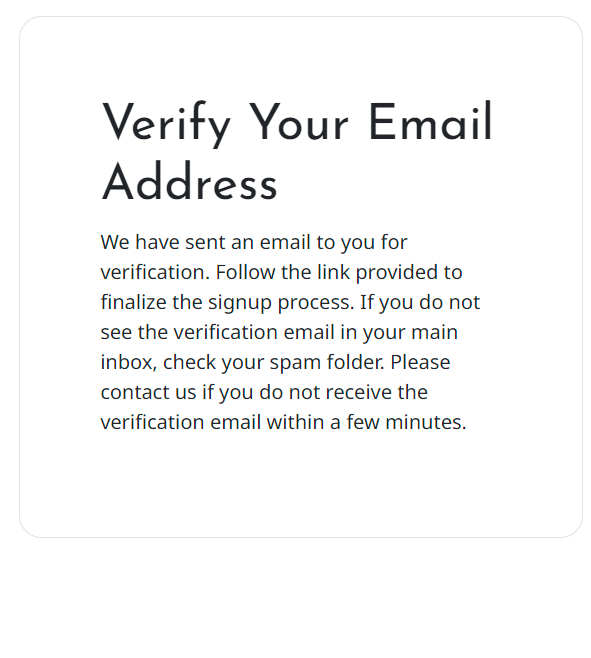 Verify Your Email
Address
We have sent an email to you for
verification. Follow the link provided to
finalize the signup process. If you do not
see the verification email in your main
inbox, check your spam folder. Please
contact us if you do not receive the
verification email within a few minutes.